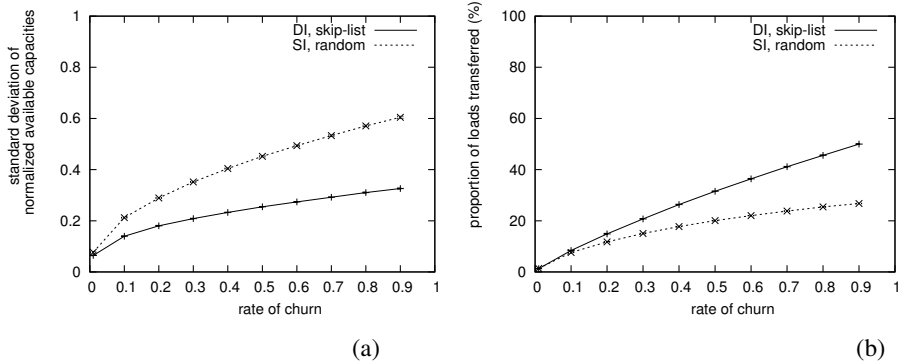 standard deviation of
normalized available capacities
1
0.8
0.6
0.4
0.2
0
DI, skip-list
SI, random
0 0.1 0.2 0.3 0.4 0.5 0.6 0.7 0.8 0.9 1
rate of churn
(a)
proportion of loads transferred (%)
100
80
60
40
20
0
DI, skip-list
SI, random
0 0.1 0.2 0.3 0.4 0.5 0.6 0.7 0.8 0.9 1
rate of churn
(b)